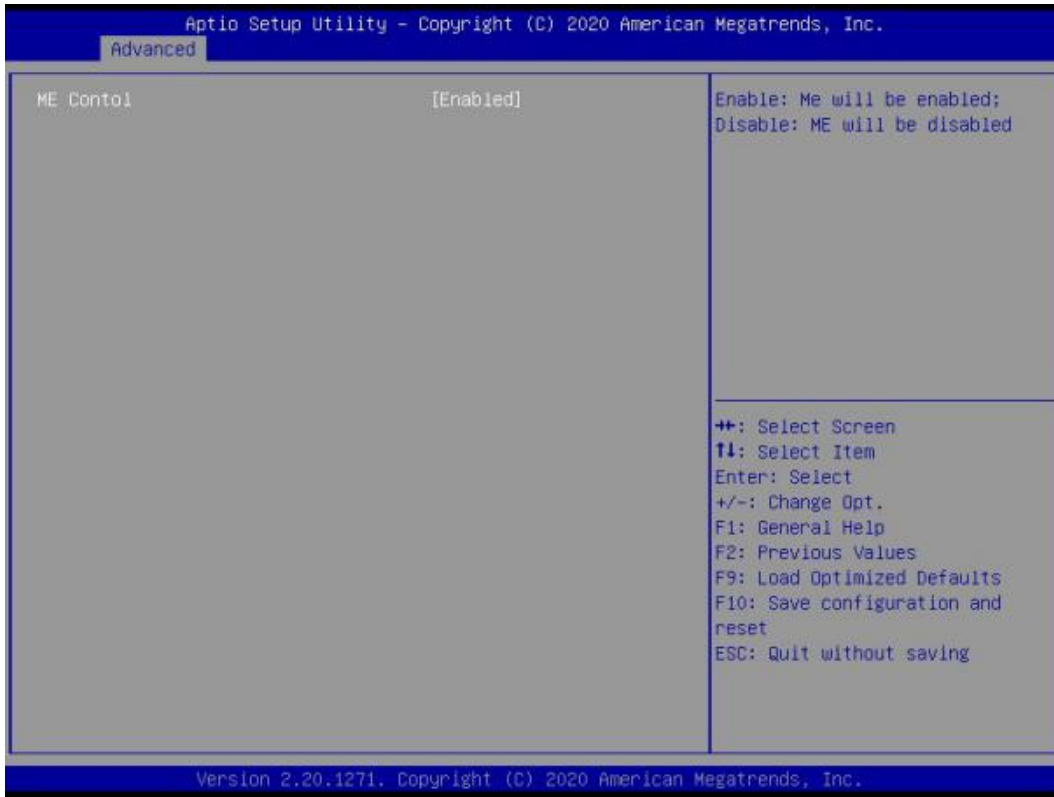 Aptio Setup Utility – Copyright (C) 2020 American Megatrends, Inc.
Advanced
ME Contol [Enabled]
Enable: Me will be enabled;
Disable: ME will be disabled
→←: Select Screen
↑↓: Select Item
Enter: Select
+/-: Change Opt.
F1: General Help
F2: Previous Values
F9: Load Optimized Defaults
F10: Save configuration and
reset
ESC: Quit without saving
Version 2.20.1271. Copyright (C) 2020 American Megatrends, Inc.